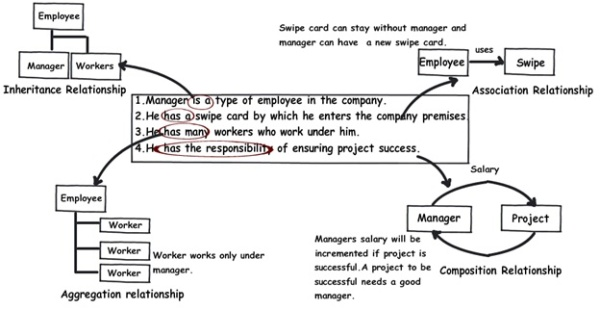 Employee
Manager
Workers
Inheritance Relationship
Swipe card can stay without manager and
manager can have a new swipe card.
Employee
uses
Swipe
Association Relationship
1.Manager is a type of employee in the company.
2.He has a swipe card by which he enters the company premises.
3.He has many workers who work under him.
4.He has the responsibility of ensuring project success.
Employee
Worker
Worker
Worker
Worker works only under
manager.
Aggregation relationship
Salary
Manager
Project
Managers salary will be
incremented if project is
successful.A project to be
successful needs a good
manager.
Composition Relationship